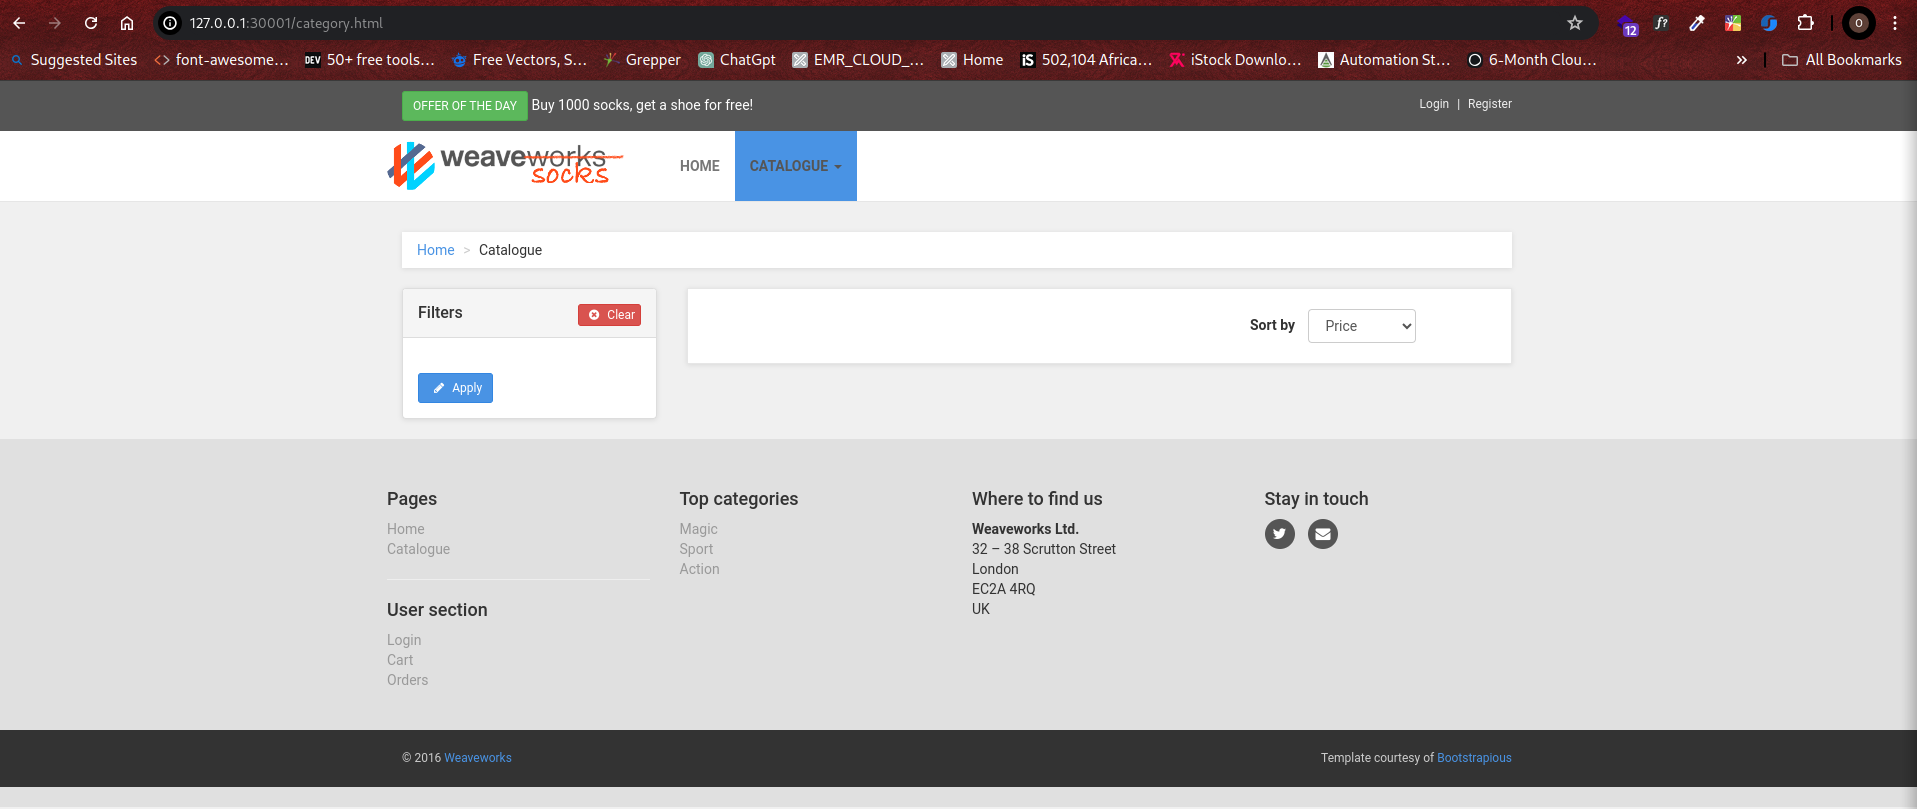 127.0.0.1:30001/category.html
12
f?
O
Suggested Sites
font-awesome...
DEV 50+ free tools...
Free Vectors, S...
Grepper
ChatGpt
EMR_CLOUD_...
Home
iS 502,104 Africa...
iStock Downlo...
Automation St...
6-Month Clou...
»
All Bookmarks
OFFER OF THE DAY Buy 1000 socks, get a shoe for free!
Login | Register
weaveworks
socks
HOME
CATALOGUE
Home > Catalogue
Filters
Clear
Apply
Sort by
Price
Pages
Home
Catalogue
User section
Login
Cart
Orders
Top categories
Magic
Sport
Action
Where to find us
Weaveworks Ltd.
32 – 38 Scrutton Street
London
EC2A 4RQ
UK
Stay in touch
© 2016 Weaveworks
Template courtesy of Bootstrapious